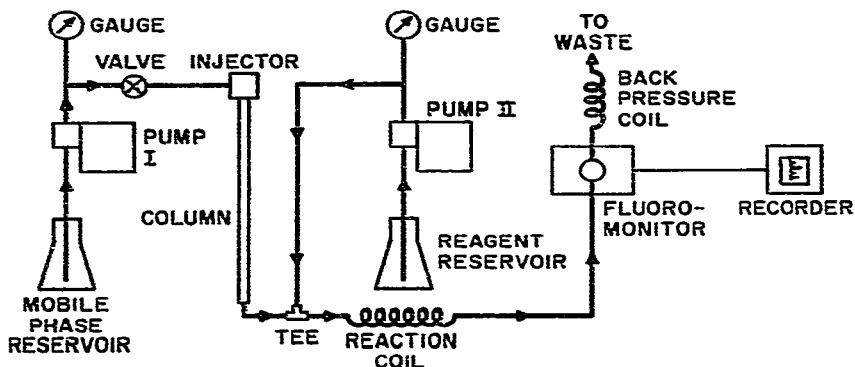 GAUGE
VALVE
INJECTOR
PUMP
I
COLUMN
MOBILE
PHASE
RESERVOIR
GAUGE
PUMP II
REAGENT
RESERVOIR
TEE
REACTION
COIL
TO
WASTE
BACK
PRESSURE
COIL
FLUORO-
MONITOR
RECORDER